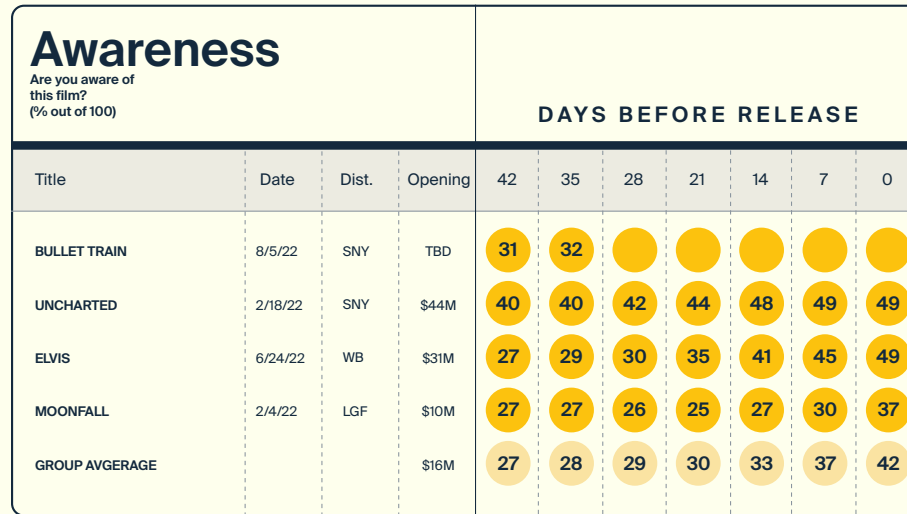 Awareness
Are you aware of
this film?
(% out of 100)
DAYS BEFORE RELEASE
Title Date Dist. Opening 42 35 28 21 14 7 0
BULLET TRAIN 8/5/22 SNY TBD 31 32
UNCHARTED 2/18/22 SNY $44M 40 40 42 44 48 49 49
ELVIS 6/24/22 WB $31M 27 29 30 35 41 45 49
MOONFALL 2/4/22 LGF $10M 27 27 26 25 27 30 37
GROUP AVGERAGE $16M 27 28 29 30 33 37 42